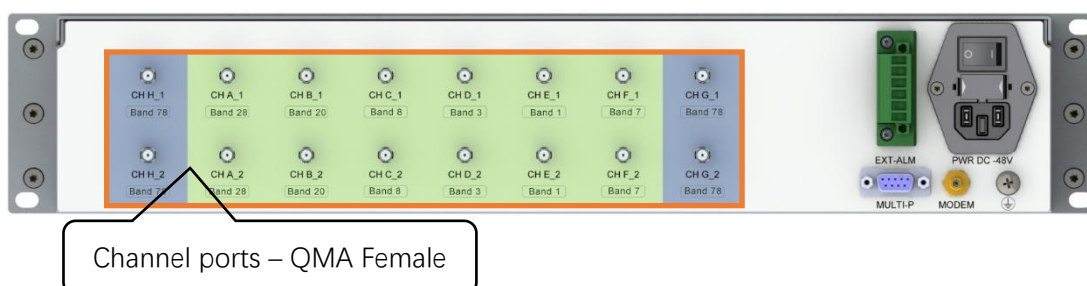 CH H_1 CH A_1 CH B_1 CH C_1 CH D_1 CH E_1 CH F_1 CH G_1
Band 78 Band 28 Band 20 Band 8 Band 3 Band 1 Band 7 Band 78
CH H_2 CH A_2 CH B_2 CH C_2 CH D_2 CH E_2 CH F_2 CH G_2
Band 78 Band 28 Band 20 Band 8 Band 3 Band 1 Band 7 Band 78
EXT-ALM PWR DC -48V
MULTI-P MODEM
Channel ports – QMA Female